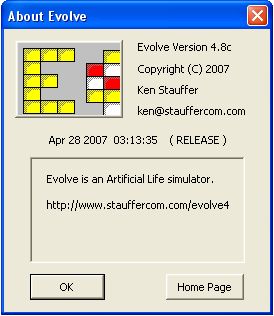 About Evolve
Evolve Version 4.8c
Copyright (C) 2007
Ken Stauffer
ken@stauffercom.com
Apr 28 2007 03:13:35 ( RELEASE )
Evolve is an Artificial Life simulator.
http://www.stauffercom.com/evolve4
OK
Home Page